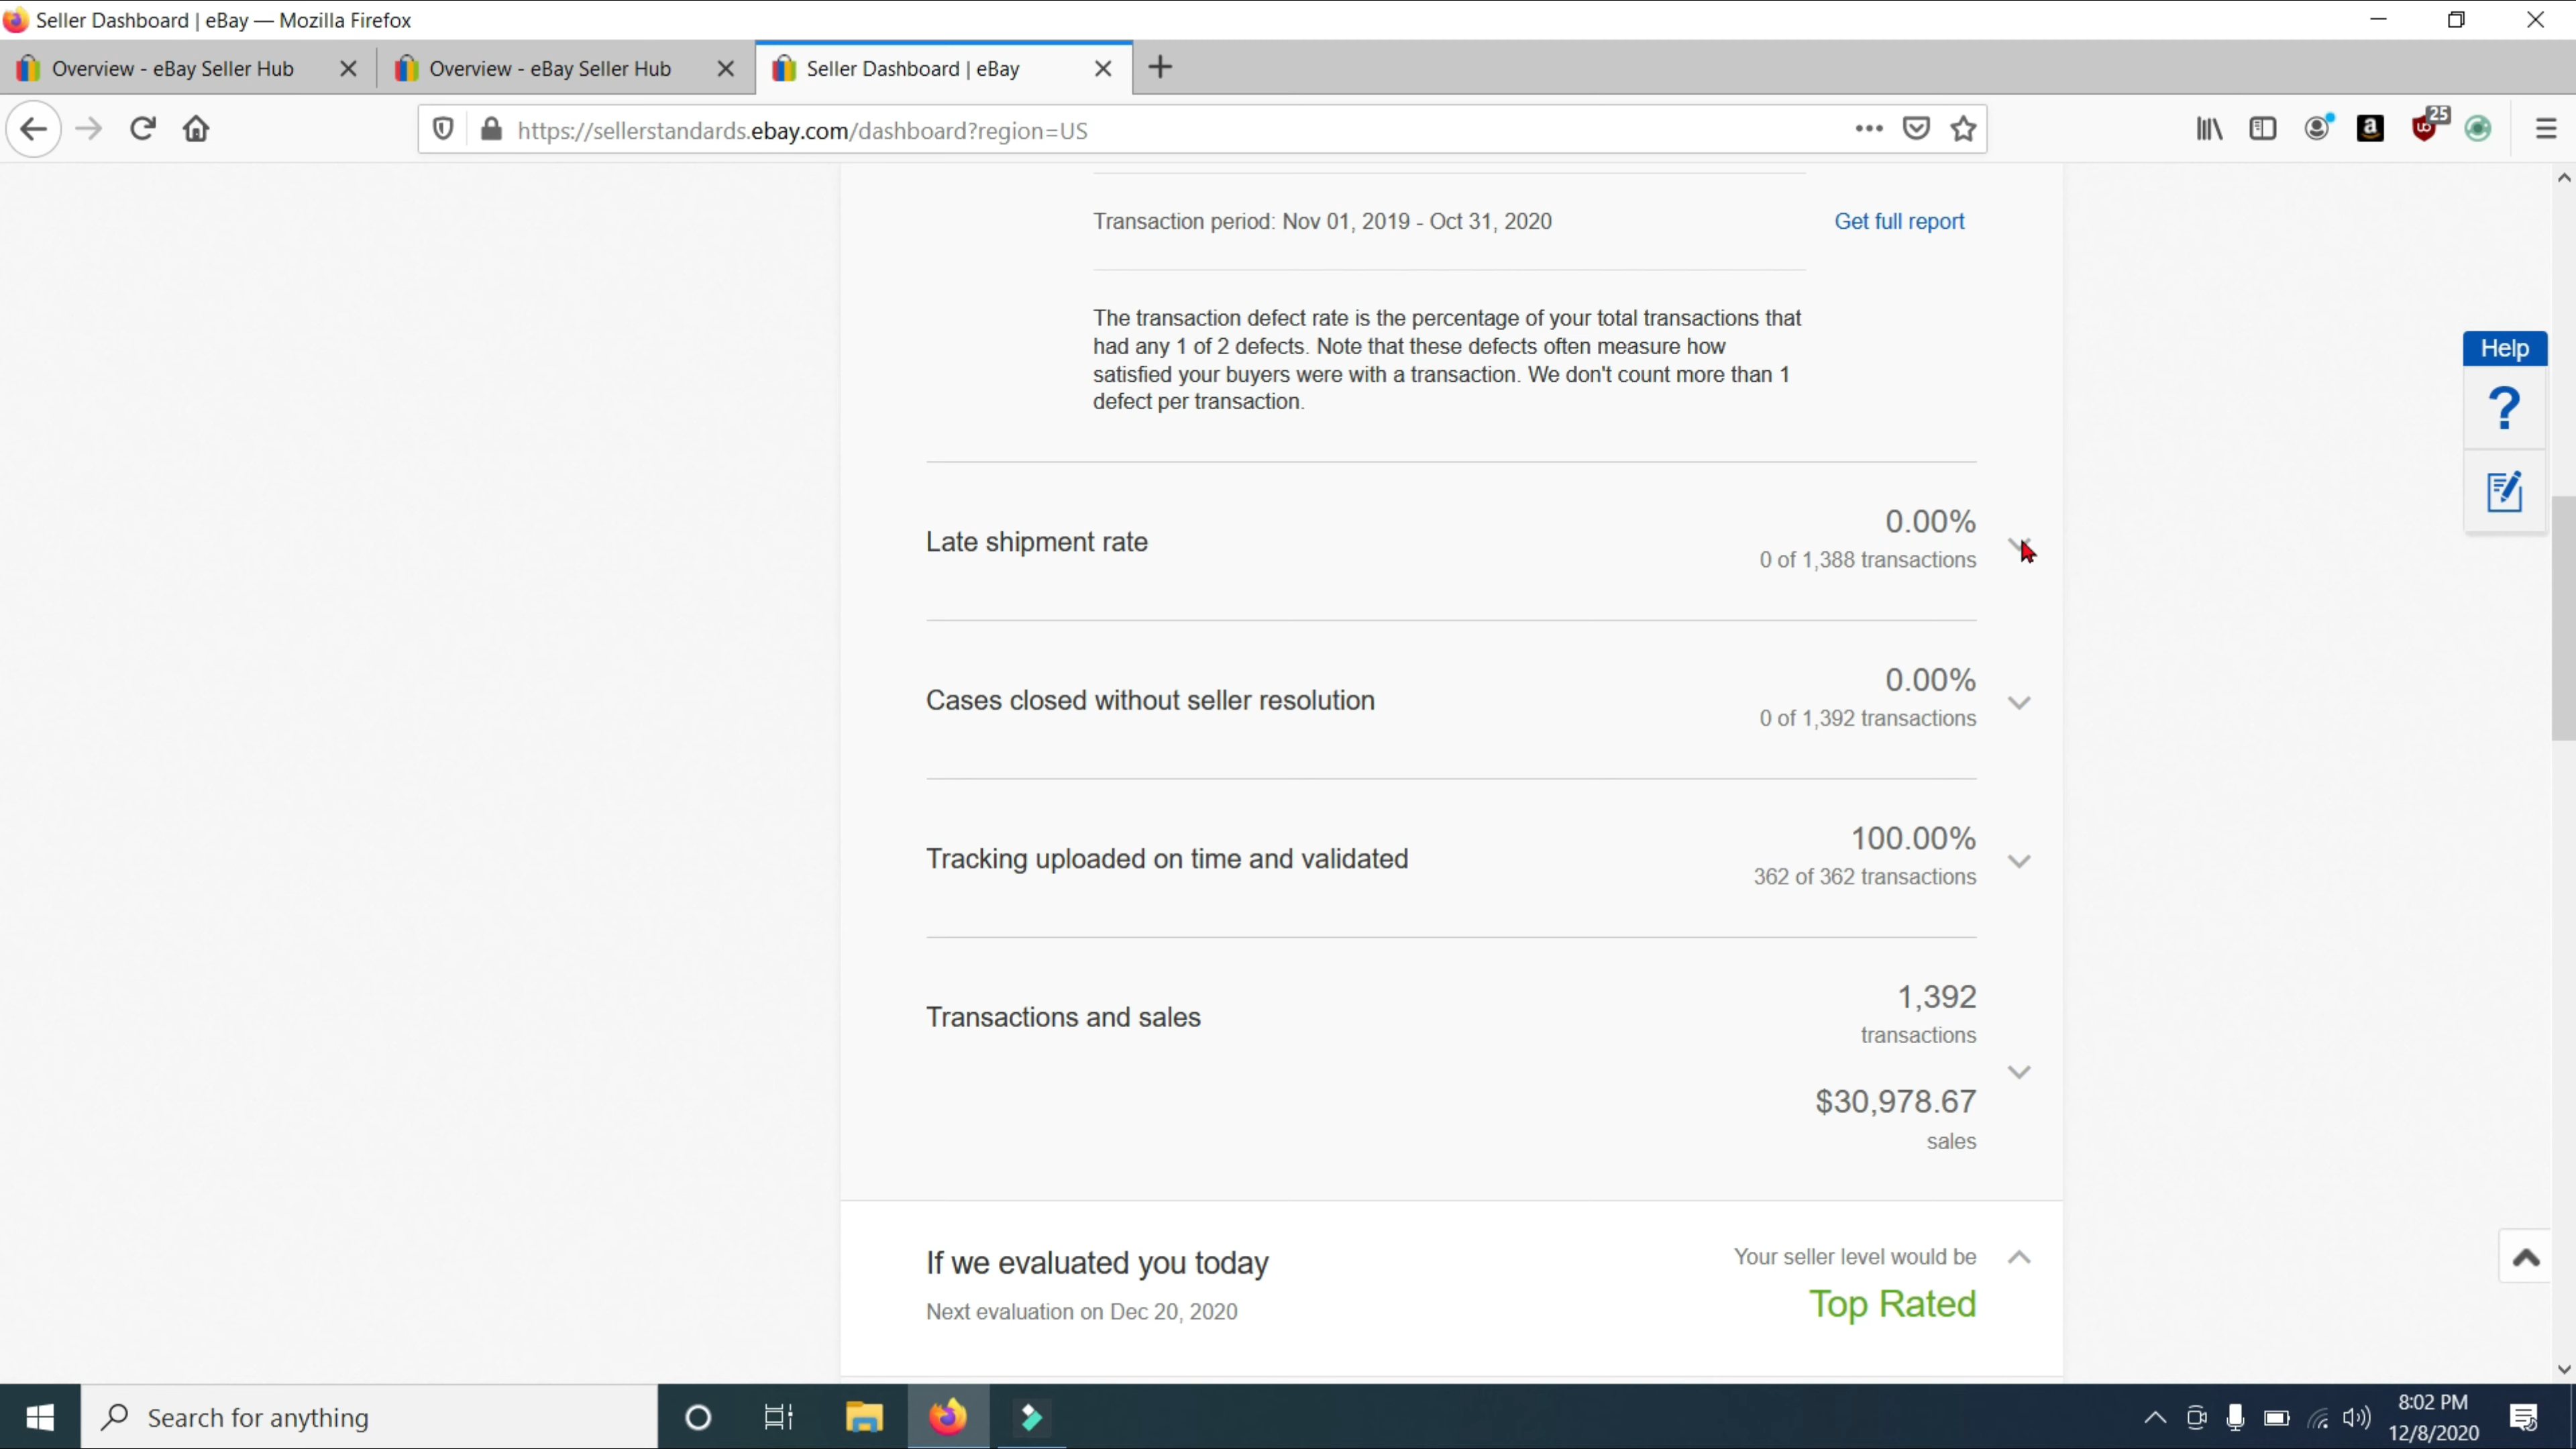 Seller Dashboard | eBay — Mozilla Firefox
Overview - eBay Seller Hub
Overview - eBay Seller Hub
Seller Dashboard | eBay
https://sellerstandards.ebay.com/dashboard?region=US
25
Transaction period: Nov 01, 2019 - Oct 31, 2020
Get full report
The transaction defect rate is the percentage of your total transactions that
had any 1 of 2 defects. Note that these defects often measure how
satisfied your buyers were with a transaction. We don't count more than 1
defect per transaction.
Help
?
Late shipment rate
0.00%
0 of 1,388 transactions
Cases closed without seller resolution
0.00%
0 of 1,392 transactions
Tracking uploaded on time and validated
100.00%
362 of 362 transactions
Transactions and sales
1,392
transactions
$30,978.67
sales
If we evaluated you today
Next evaluation on Dec 20, 2020
Your seller level would be
Top Rated
Search for anything
8:02 PM
12/8/2020